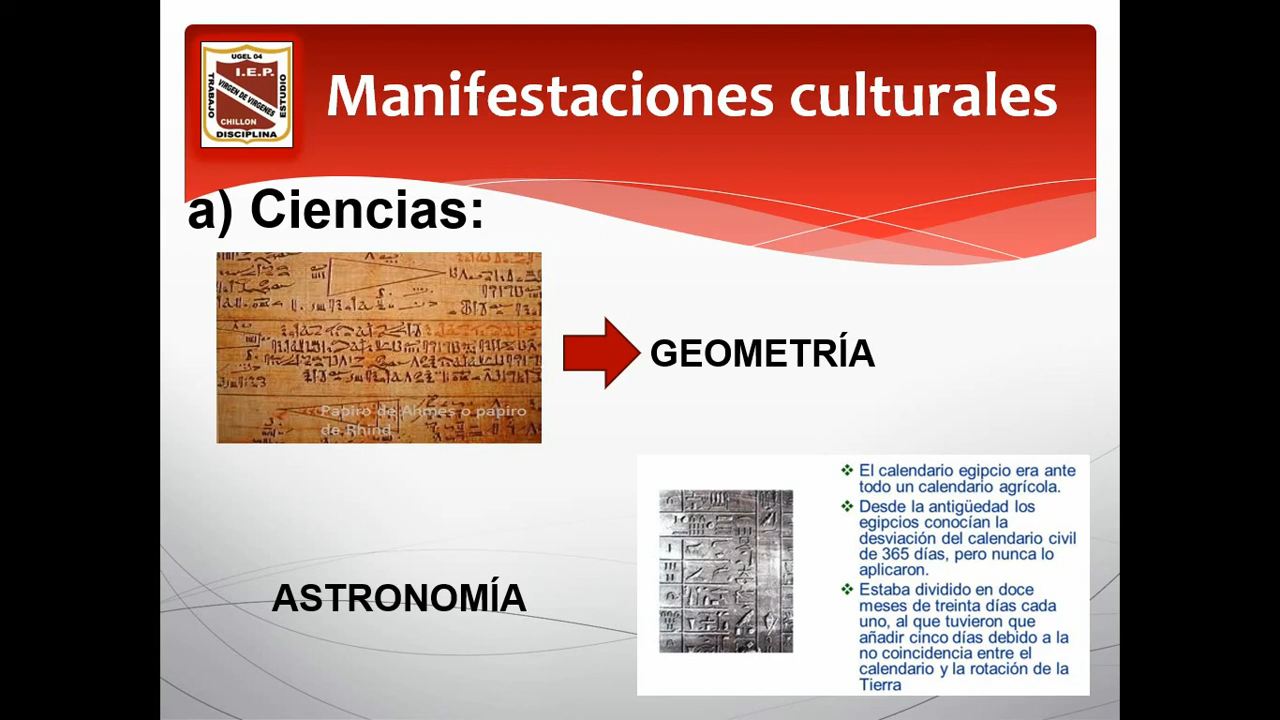 UGEL 04
I.E.P.
VIRGEN DE VIRGENES
TRABAJO
ESTUDIO
CHILLON
DISCIPLINA
Manifestaciones culturales
a) Ciencias:
Papiro de Ahmes o papiro
de Rhind
GEOMETRÍA
ASTRONOMÍA
❖ El calendario egipcio era ante
todo un calendario agrícola.
❖ Desde la antigüedad los
egipcios conocían la
desviación del calendario civil
de 365 días, pero nunca lo
aplicaron.
❖ Estaba dividido en doce
meses de treinta días cada
uno, al que tuvieron que
añadir cinco días debido a la
no coincidencia entre el
calendario y la rotación de la
Tierra